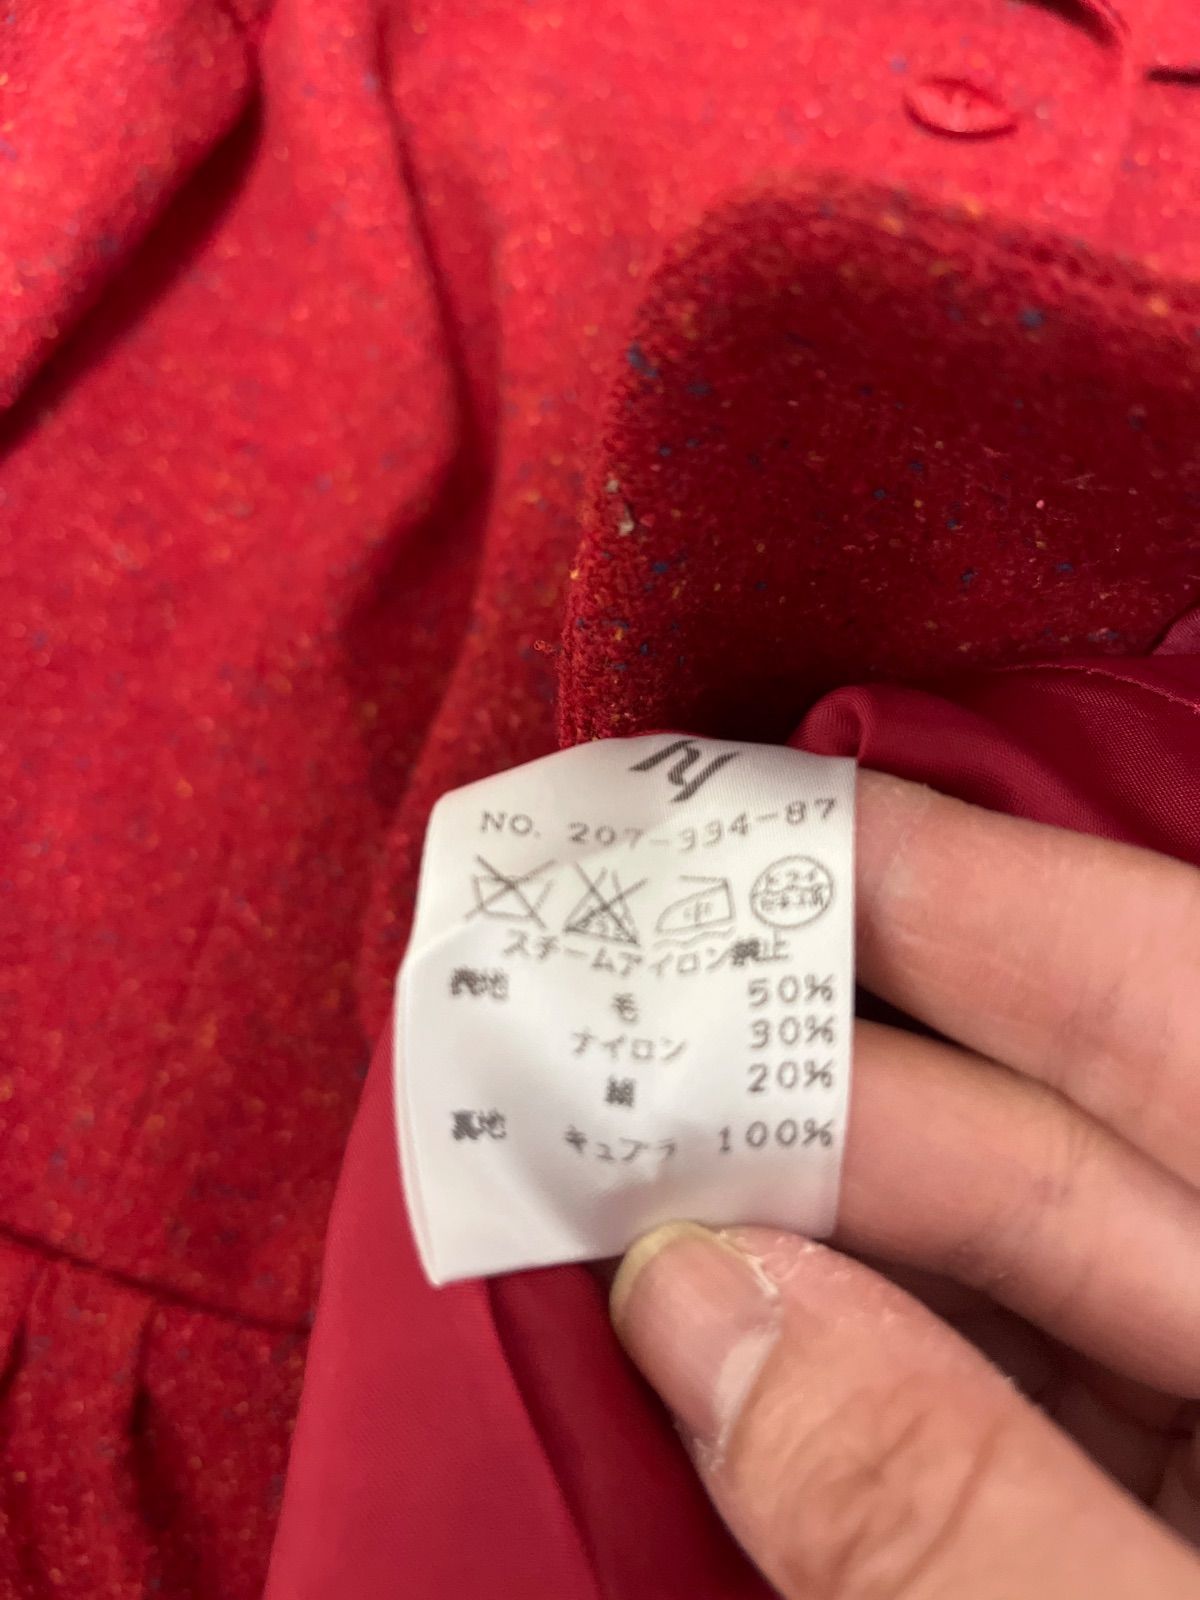 NO. 207-334-87
スチームアイロン禁止
表地 毛 50%
ナイロン 30%
絹 20%
裏地 キュプラ 100%